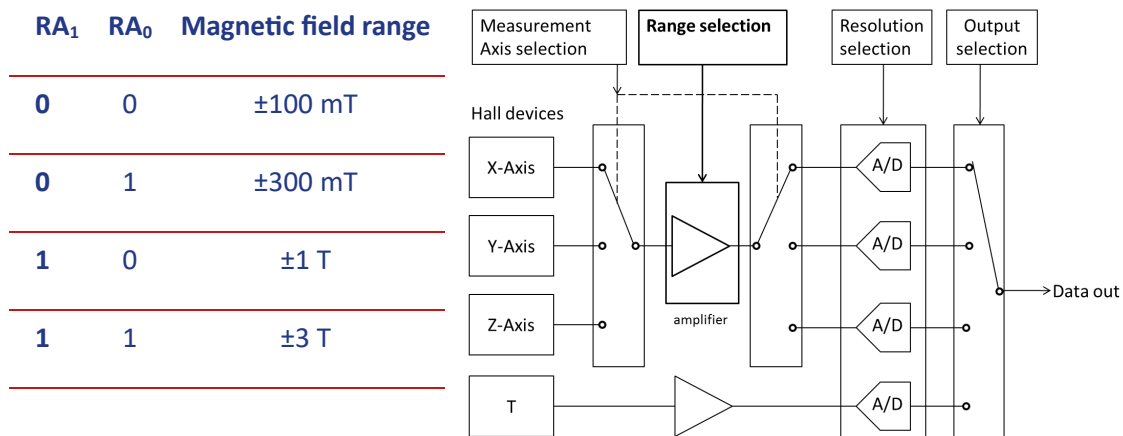 RA₁ RA₀ Magnetic field range
0 0 ±100 mT
0 1 ±300 mT
1 0 ±1 T
1 1 ±3 T
Measurement
Axis selection
Range selection
Resolution
selection
Output
selection
Hall devices
X-Axis
Y-Axis
Z-Axis
T
amplifier
A/D
A/D
A/D
A/D
Data out